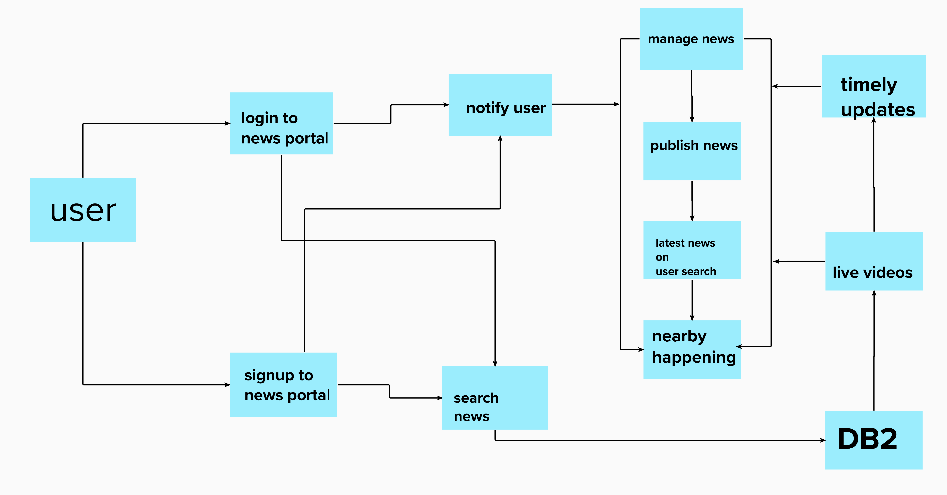 manage news
timely
updates
login to
news portal
notify user
publish news
user
latest news
on
user search
live videos
nearby
happening
signup to
news portal
search
news
DB2